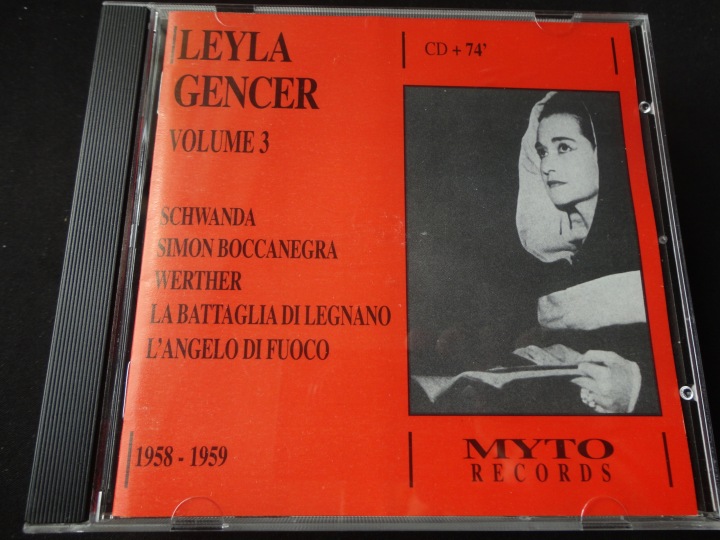 LEYLA
GENCER
VOLUME 3
CD + 74'
SCHWANDA
SIMON BOCCANEGRA
WERTHER
LA BATTAGLIA DI LEGNANO
L'ANGELO DI FUOCO
1958 - 1959
MYTO
RECORDS